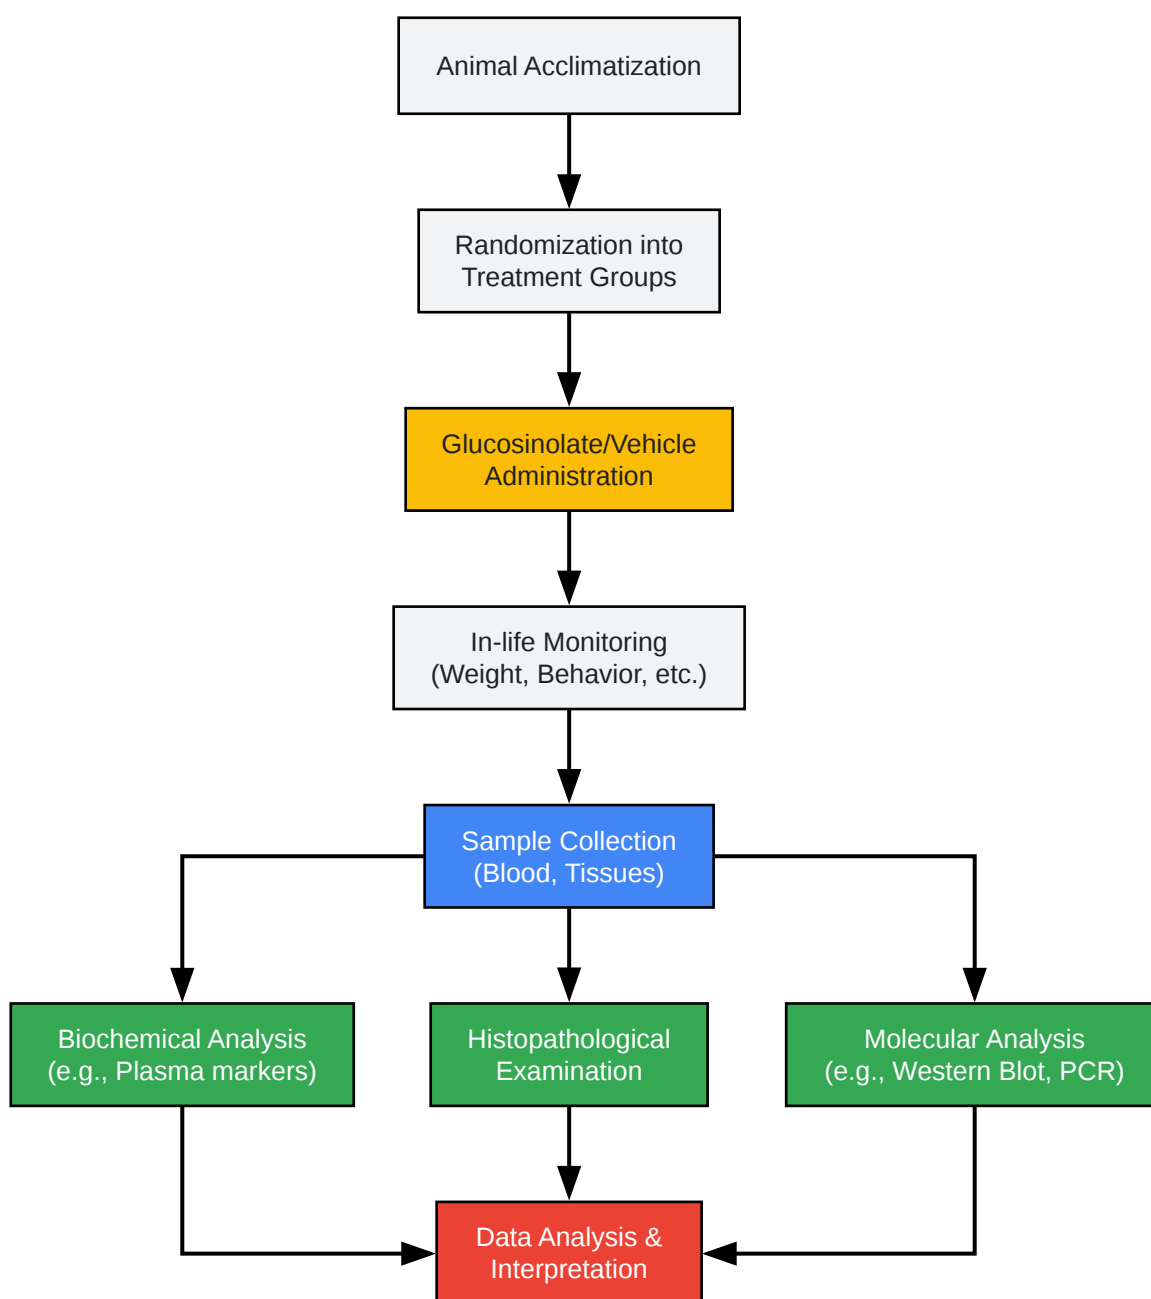 Animal Acclimatization
Randomization into
Treatment Groups
Glucosinolate/Vehicle
Administration
In-life Monitoring
(Weight, Behavior, etc.)
Sample Collection
(Blood, Tissues)
Biochemical Analysis
(e.g., Plasma markers)
Histopathological
Examination
Molecular Analysis
(e.g., Western Blot, PCR)
Data Analysis &
Interpretation